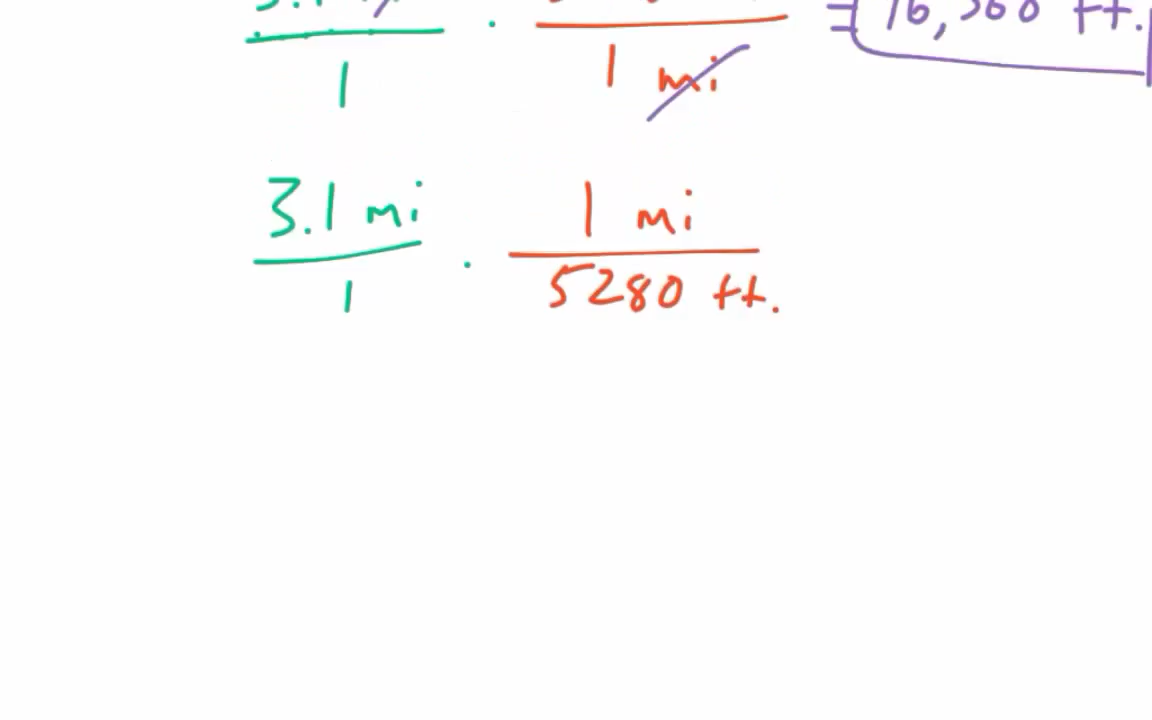 = 16,368 ft.
1 1 mi
3.1 mi . 1 mi
1 5280 ft.